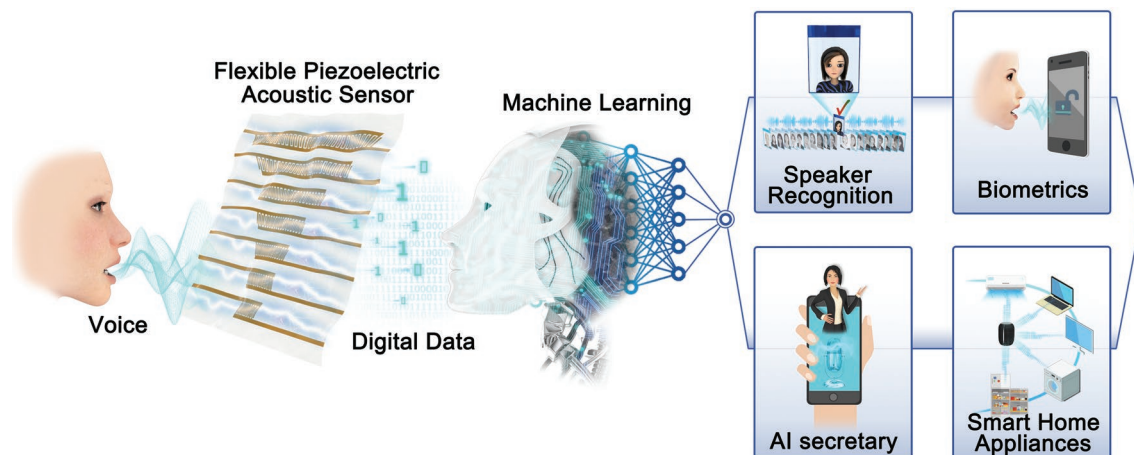 Flexible Piezoelectric
Acoustic Sensor
Machine Learning
Voice
Digital Data
Speaker
Recognition
Biometrics
AI secretary
Smart Home
Appliances